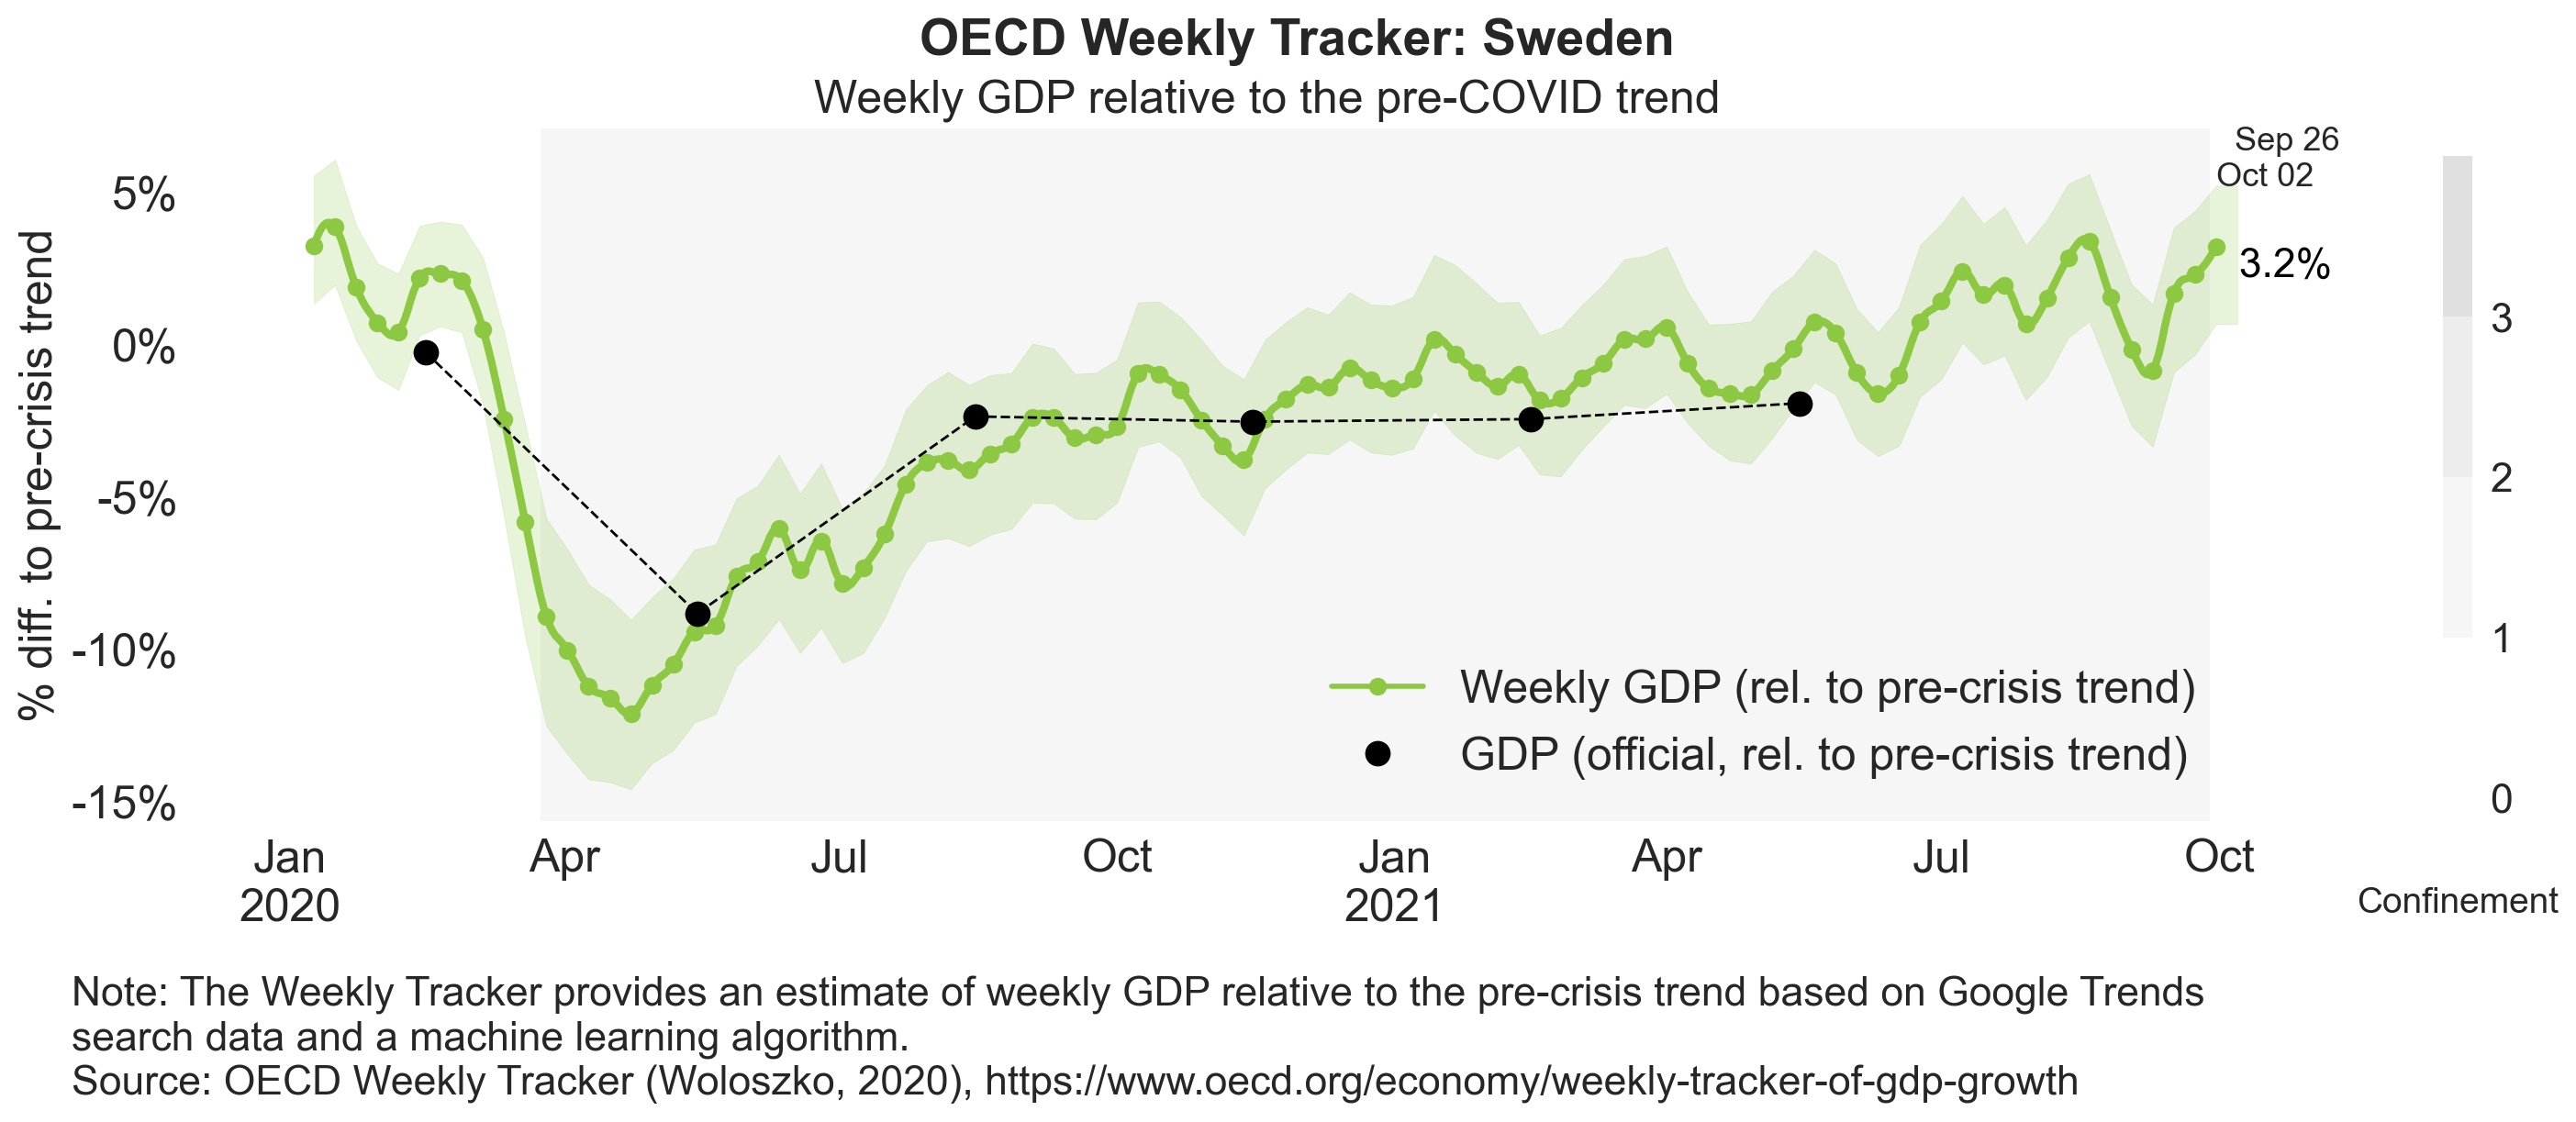 OECD Weekly Tracker: Sweden
Weekly GDP relative to the pre-COVID trend
% diff. to pre-crisis trend
5%
0%
-5%
-10%
-15%
Sep 26
Oct 02
3.2%
Weekly GDP (rel. to pre-crisis trend)
GDP (official, rel. to pre-crisis trend)
Jan Apr Jul Oct Jan Apr Jul Oct
2020 2021
3
2
1
0
Confinement
Note: The Weekly Tracker provides an estimate of weekly GDP relative to the pre-crisis trend based on Google Trends
search data and a machine learning algorithm.
Source: OECD Weekly Tracker (Woloszko, 2020), https://www.oecd.org/economy/weekly-tracker-of-gdp-growth